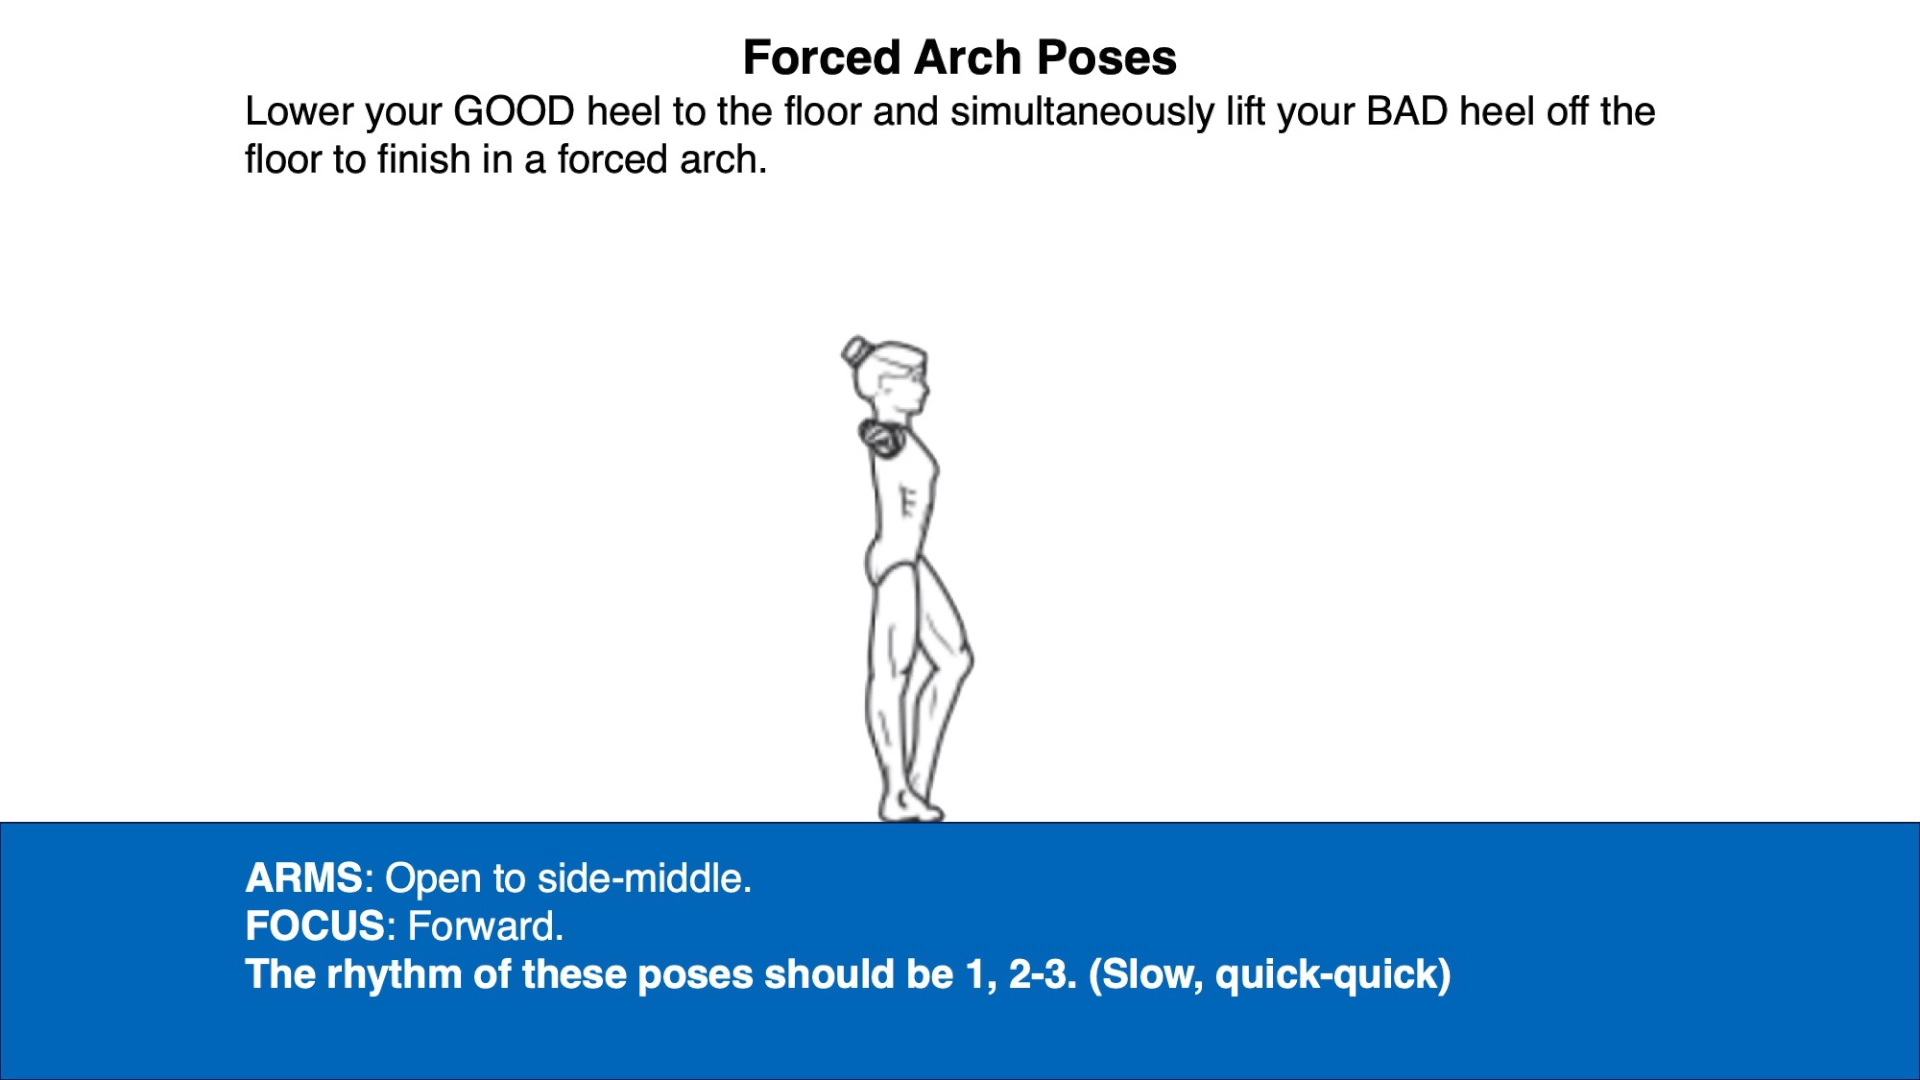 Forced Arch Poses
Lower your GOOD heel to the floor and simultaneously lift your BAD heel off the
floor to finish in a forced arch.
ARMS: Open to side-middle.
FOCUS: Forward.
The rhythm of these poses should be 1, 2-3. (Slow, quick-quick)